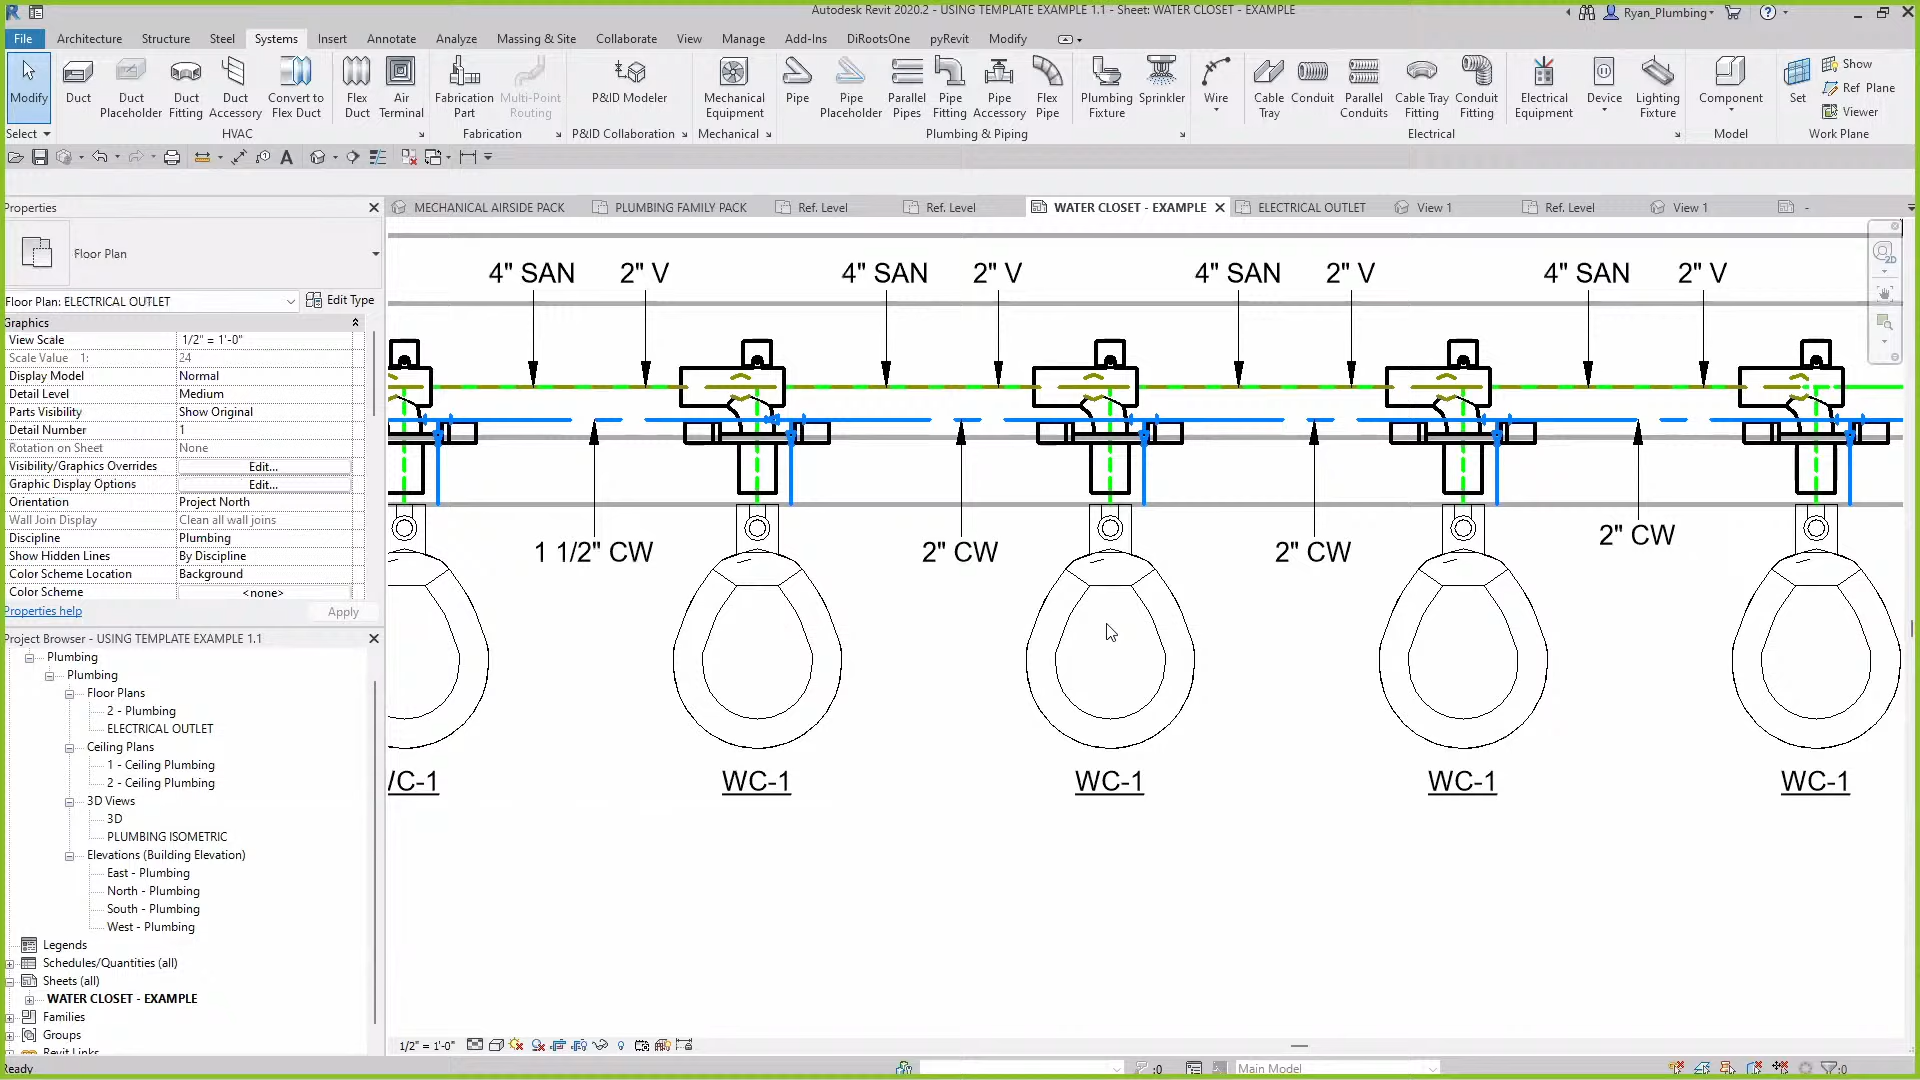 Autodesk Revit 2020.2 - USING TEMPLATE EXAMPLE 1.1 - Sheet: WATER CLOSET - EXAMPLE
Ryan_Plumbing
File Architecture Structure Steel Systems Insert Annotate Analyze Massing & Site Collaborate View Manage Add-Ins DiRootsOne pyRevit Modify
Modify Duct Duct Placeholder Duct Fitting Duct Accessory Convert to Flex Duct Flex Duct Air Terminal Fabrication Part Multi-Point Routing P&ID Modeler Mechanical Equipment Pipe Pipe Placeholder Parallel Pipes Pipe Fitting Pipe Accessory Flex Pipe Plumbing Fixture Sprinkler Wire Cable Tray Conduit Parallel Conduits Cable Tray Fitting Conduit Fitting Electrical Equipment Device Lighting Fixture Component Set Show Ref Plane Viewer
Select HVAC Fabrication P&ID Collaboration Mechanical Plumbing & Piping Electrical Model Work Plane
Properties
MECHANICAL AIRSIDE PACK PLUMBING FAMILY PACK Ref. Level Ref. Level WATER CLOSET - EXAMPLE ELECTRICAL OUTLET View 1 Ref. Level View 1 -
Floor Plan
Floor Plan: ELECTRICAL OUTLET Edit Type
Graphics
View Scale 1/2" = 1'-0"
Scale Value 1: 24
Display Model Normal
Detail Level Medium
Parts Visibility Show Original
Detail Number 1
Rotation on Sheet None
Visibility/Graphics Overrides Edit...
Graphic Display Options Edit...
Orientation Project North
Wall Join Display Clean all wall joins
Discipline Plumbing
Show Hidden Lines By Discipline
Color Scheme Location Background
Color Scheme <none>
Properties help Apply
Project Browser - USING TEMPLATE EXAMPLE 1.1
Plumbing
Plumbing
Floor Plans
2 - Plumbing
ELECTRICAL OUTLET
Ceiling Plans
1 - Ceiling Plumbing
2 - Ceiling Plumbing
3D Views
3D
PLUMBING ISOMETRIC
Elevations (Building Elevation)
East - Plumbing
North - Plumbing
South - Plumbing
West - Plumbing
Legends
Schedules/Quantities (all)
Sheets (all)
WATER CLOSET - EXAMPLE
Families
Groups
Revit Links
4" SAN 2" V 4" SAN 2" V 4" SAN 2" V 4" SAN 2" V
1 1/2" CW 2" CW 2" CW 2" CW
/C-1 WC-1 WC-1 WC-1 WC-1
2D
1/2" = 1'-0"
Ready :0 Main Model :0